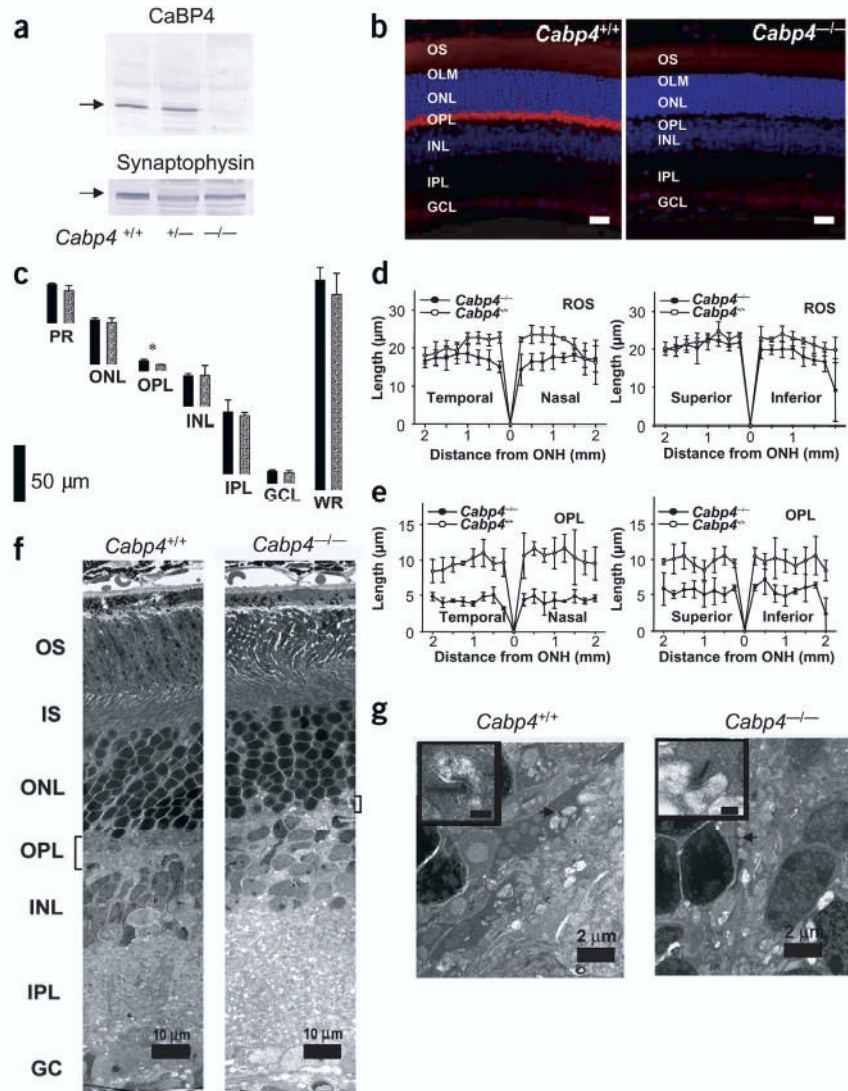 a
CaBP4
Synaptophysin
Cabp4 +/+ +/— —/—
b
Cabp4+/+
OS
OLM
ONL
OPL
INL
IPL
GCL
Cabp4—/—
OS
OLM
ONL
OPL
INL
IPL
GCL
c
PR
ONL
*
OPL
INL
IPL
GCL
WR
50 µm
d
Cabp4—/—
Cabp4+/+
ROS
Length (µm)
30
20
10
0
Temporal
Nasal
2 1 0 1 2
Distance from ONH (mm)
Cabp4—/—
Cabp4+/+
ROS
Length (µm)
30
20
10
0
Superior
Inferior
2 1 0 1 2
Distance from ONH (mm)
e
Cabp4—/—
Cabp4+/+
OPL
Length (µm)
15
10
5
0
Temporal
Nasal
2 1 0 1 2
Distance from ONH (mm)
Cabp4—/—
Cabp4+/+
OPL
Length (µm)
15
10
5
0
Superior
Inferior
2 1 0 1 2
Distance from ONH (mm)
f
Cabp4+/+
Cabp4—/—
OS
IS
ONL
OPL
INL
IPL
GC
10 µm
10 µm
g
Cabp4+/+
Cabp4—/—
2 µm
2 µm